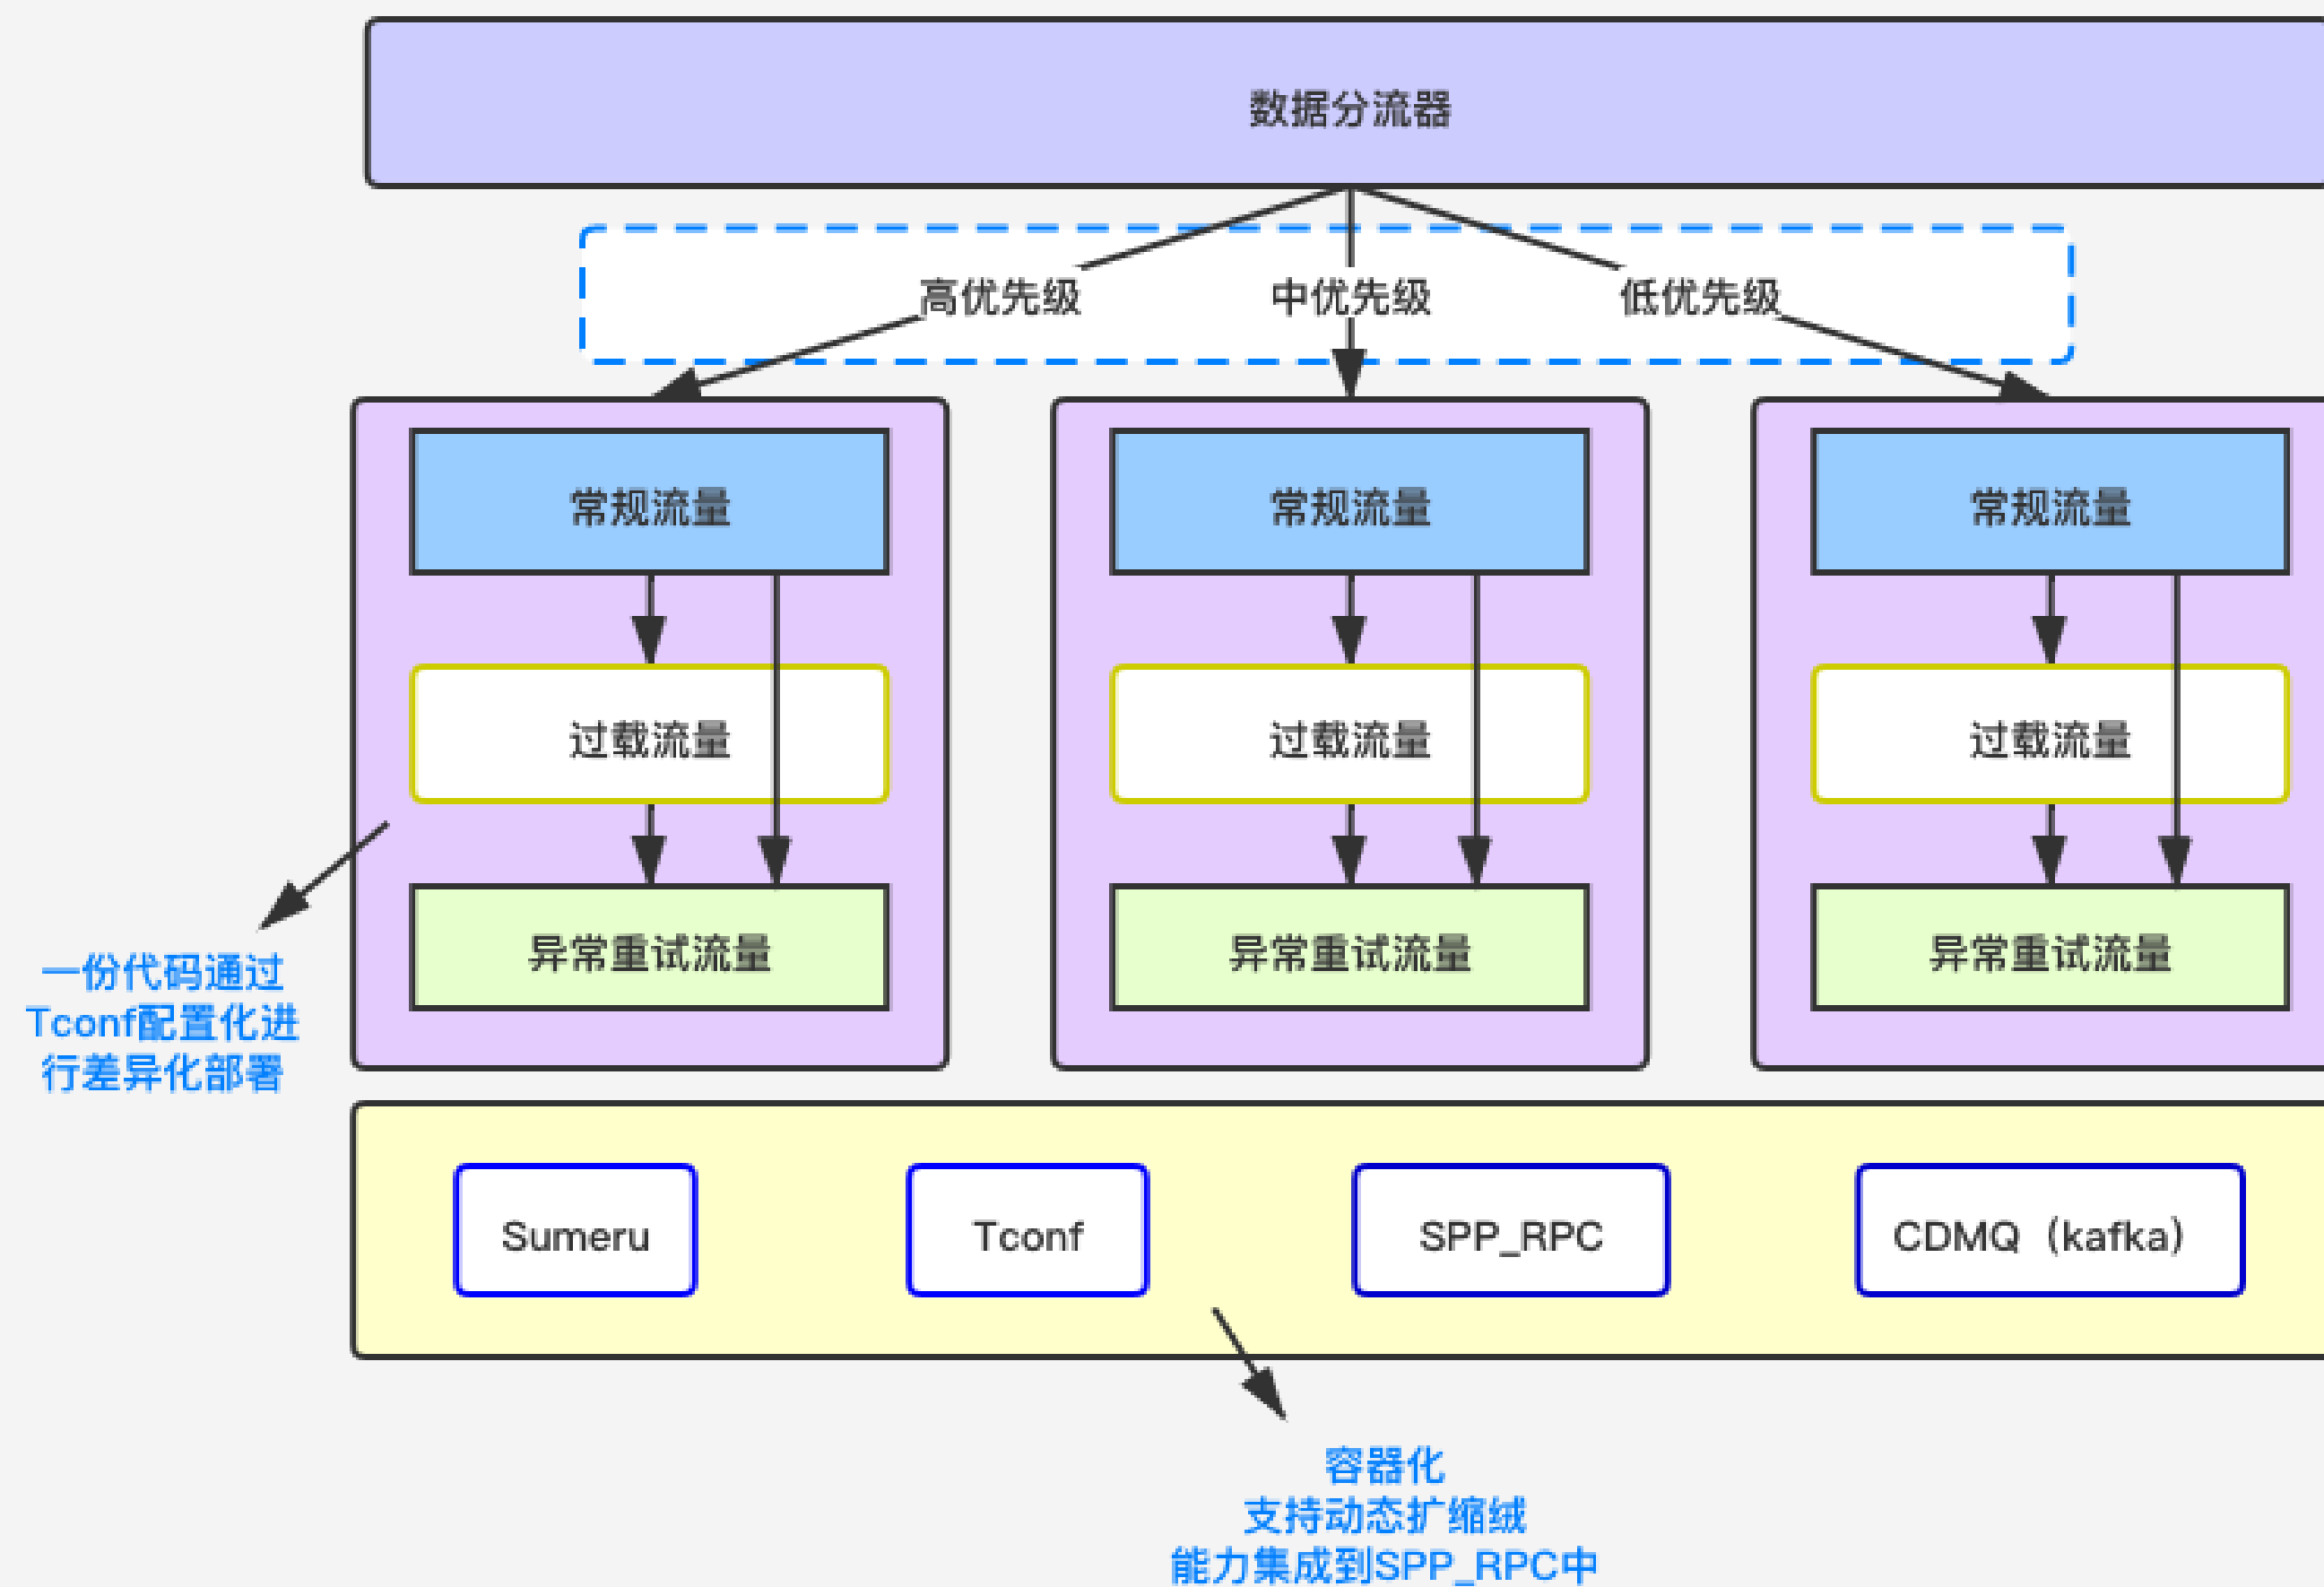 数据分流器
高优先级 中优先级 低优先级
常规流量 常规流量 常规流量
过载流量 过载流量 过载流量
异常重试流量 异常重试流量 异常重试流量
一份代码通过
Tconf配置化进
行差异化部署
Sumeru Tconf SPP_RPC CDMQ（kafka）
容器化
支持动态扩缩绒
能力集成到SPP_RPC中